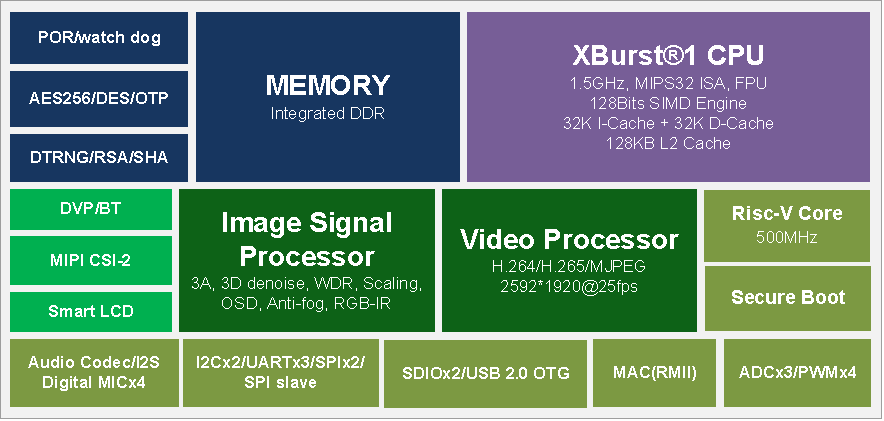 POR/watch dog
AES256/DES/OTP
DTRNG/RSA/SHA
MEMORY
Integrated DDR
XBurst®1 CPU
1.5GHz, MIPS32 ISA, FPU
128Bits SIMD Engine
32K I-Cache + 32K D-Cache
128KB L2 Cache
DVP/BT
MIPI CSI-2
Smart LCD
Image Signal
Processor
3A, 3D denoise, WDR, Scaling,
OSD, Anti-fog, RGB-IR
Video Processor
H.264/H.265/MJPEG
2592*1920@25fps
Risc-V Core
500MHz
Secure Boot
Audio Codec/I2S
Digital MICx4
I2Cx2/UARTx3/SPIx2/
SPI slave
SDIOx2/USB 2.0 OTG
MAC(RMII)
ADCx3/PWMx4